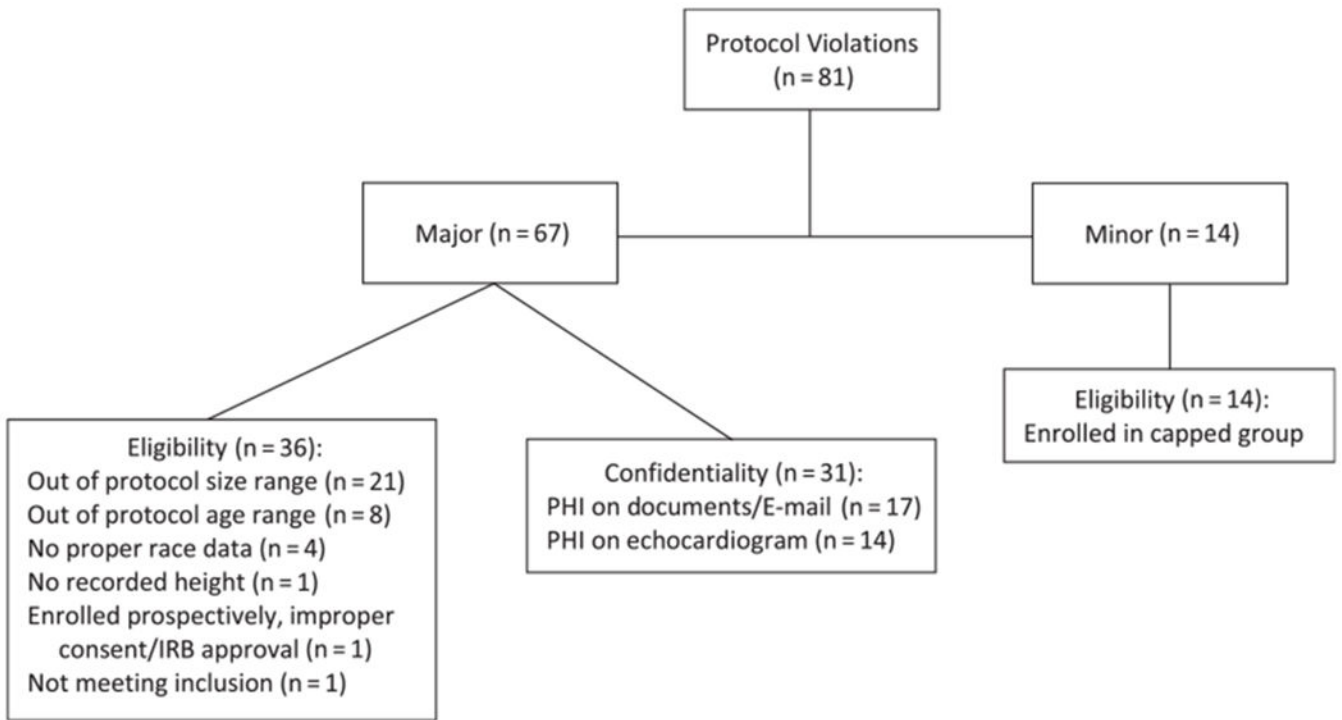 Protocol Violations
(n = 81)
Major (n = 67)
Minor (n = 14)
Eligibility (n = 36):
Out of protocol size range (n = 21)
Out of protocol age range (n = 8)
No proper race data (n = 4)
No recorded height (n = 1)
Enrolled prospectively, improper
consent/IRB approval (n = 1)
Not meeting inclusion (n = 1)
Confidentiality (n = 31):
PHI on documents/E-mail (n = 17)
PHI on echocardiogram (n = 14)
Eligibility (n = 14):
Enrolled in capped group